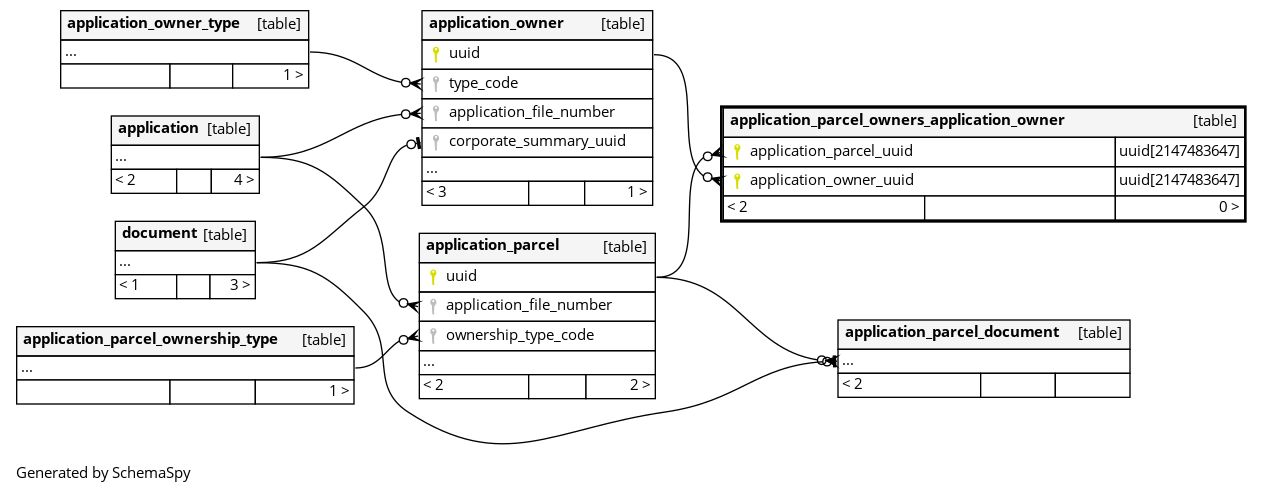 application_owner_type [table]
...
1 >
application [table]
...
< 2 4 >
document [table]
...
< 1 3 >
application_parcel_ownership_type [table]
...
1 >
application_owner [table]
uuid
type_code
application_file_number
corporate_summary_uuid
...
< 3 1 >
application_parcel [table]
uuid
application_file_number
ownership_type_code
...
< 2 2 >
application_parcel_owners_application_owner [table]
application_parcel_uuid uuid[2147483647]
application_owner_uuid uuid[2147483647]
< 2 0 >
application_parcel_document [table]
...
< 2
Generated by SchemaSpy